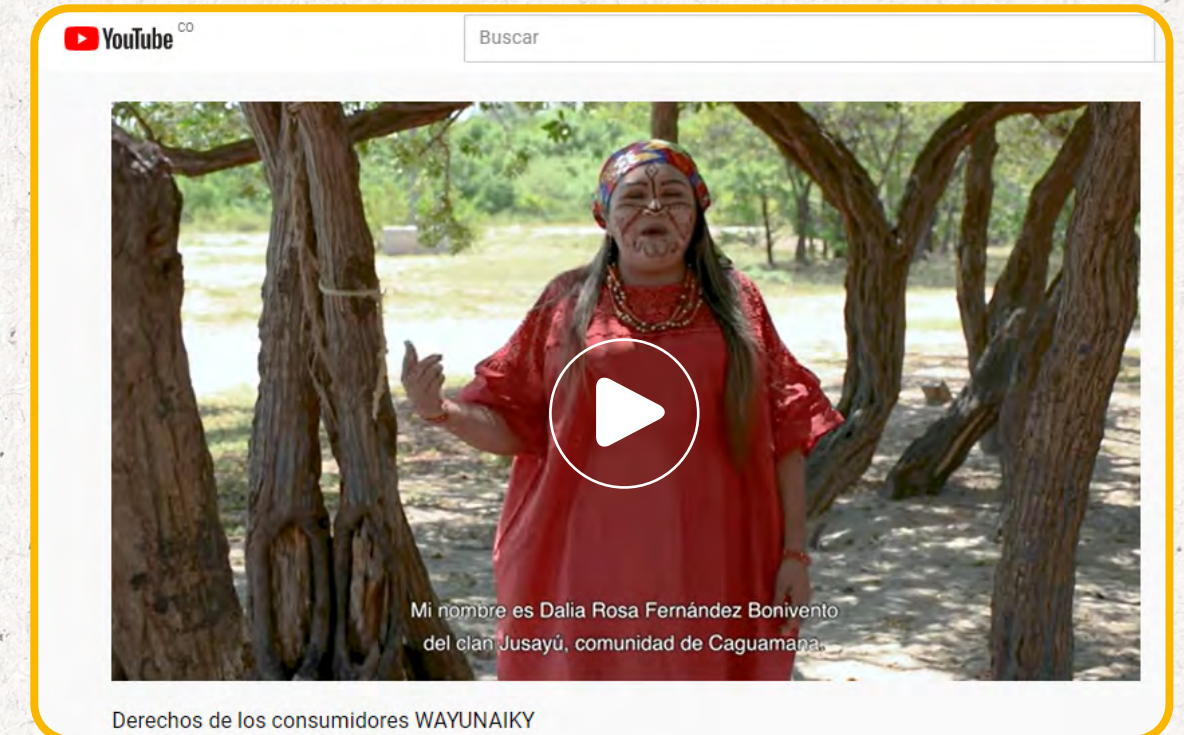 YouTube CO
Buscar
Mi nombre es Dalia Rosa Fernández Bonivento
del clan Jusayú, comunidad de Caguamana.
Derechos de los consumidores WAYUNAIKY